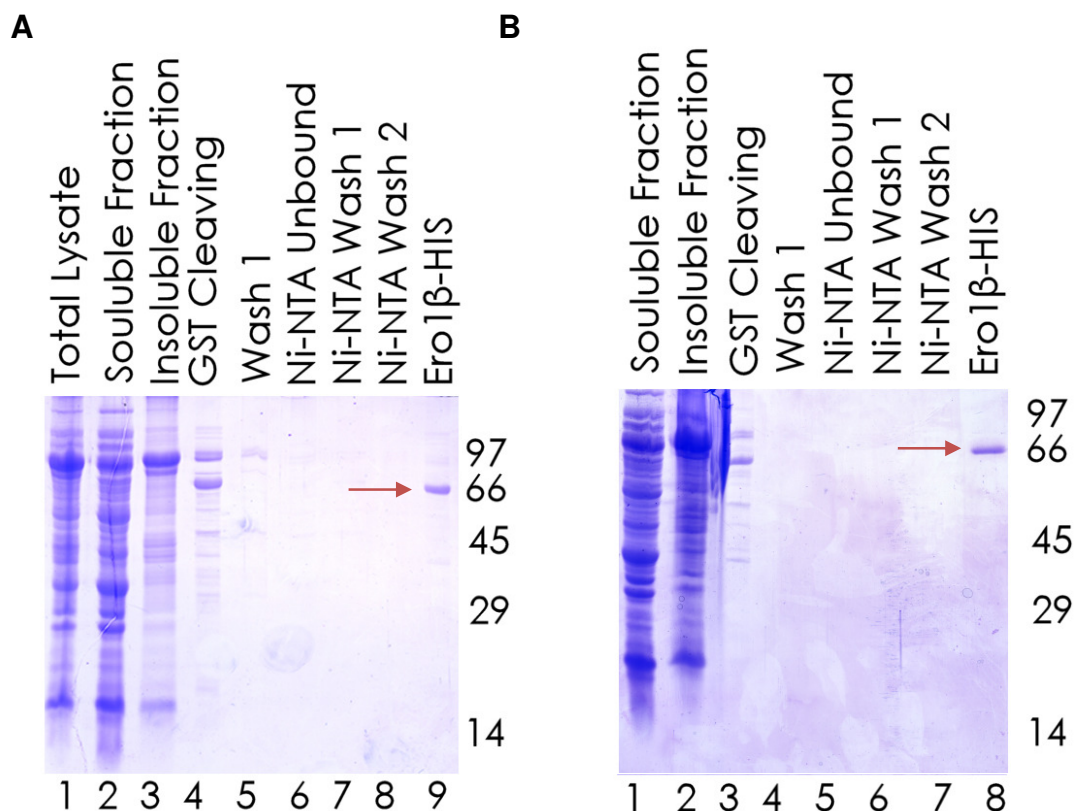 A
B
Total Lysate
Souluble Fraction
Insoluble Fraction
GST Cleaving
Wash 1
Ni-NTA Unbound
Ni-NTA Wash 1
Ni-NTA Wash 2
Ero1β-HIS
97
66
45
29
14
1 2 3 4 5 6 7 8 9
Souluble Fraction
Insoluble Fraction
GST Cleaving
Wash 1
Ni-NTA Unbound
Ni-NTA Wash 1
Ni-NTA Wash 2
Ero1β-HIS
97
66
45
29
14
1 2 3 4 5 6 7 8